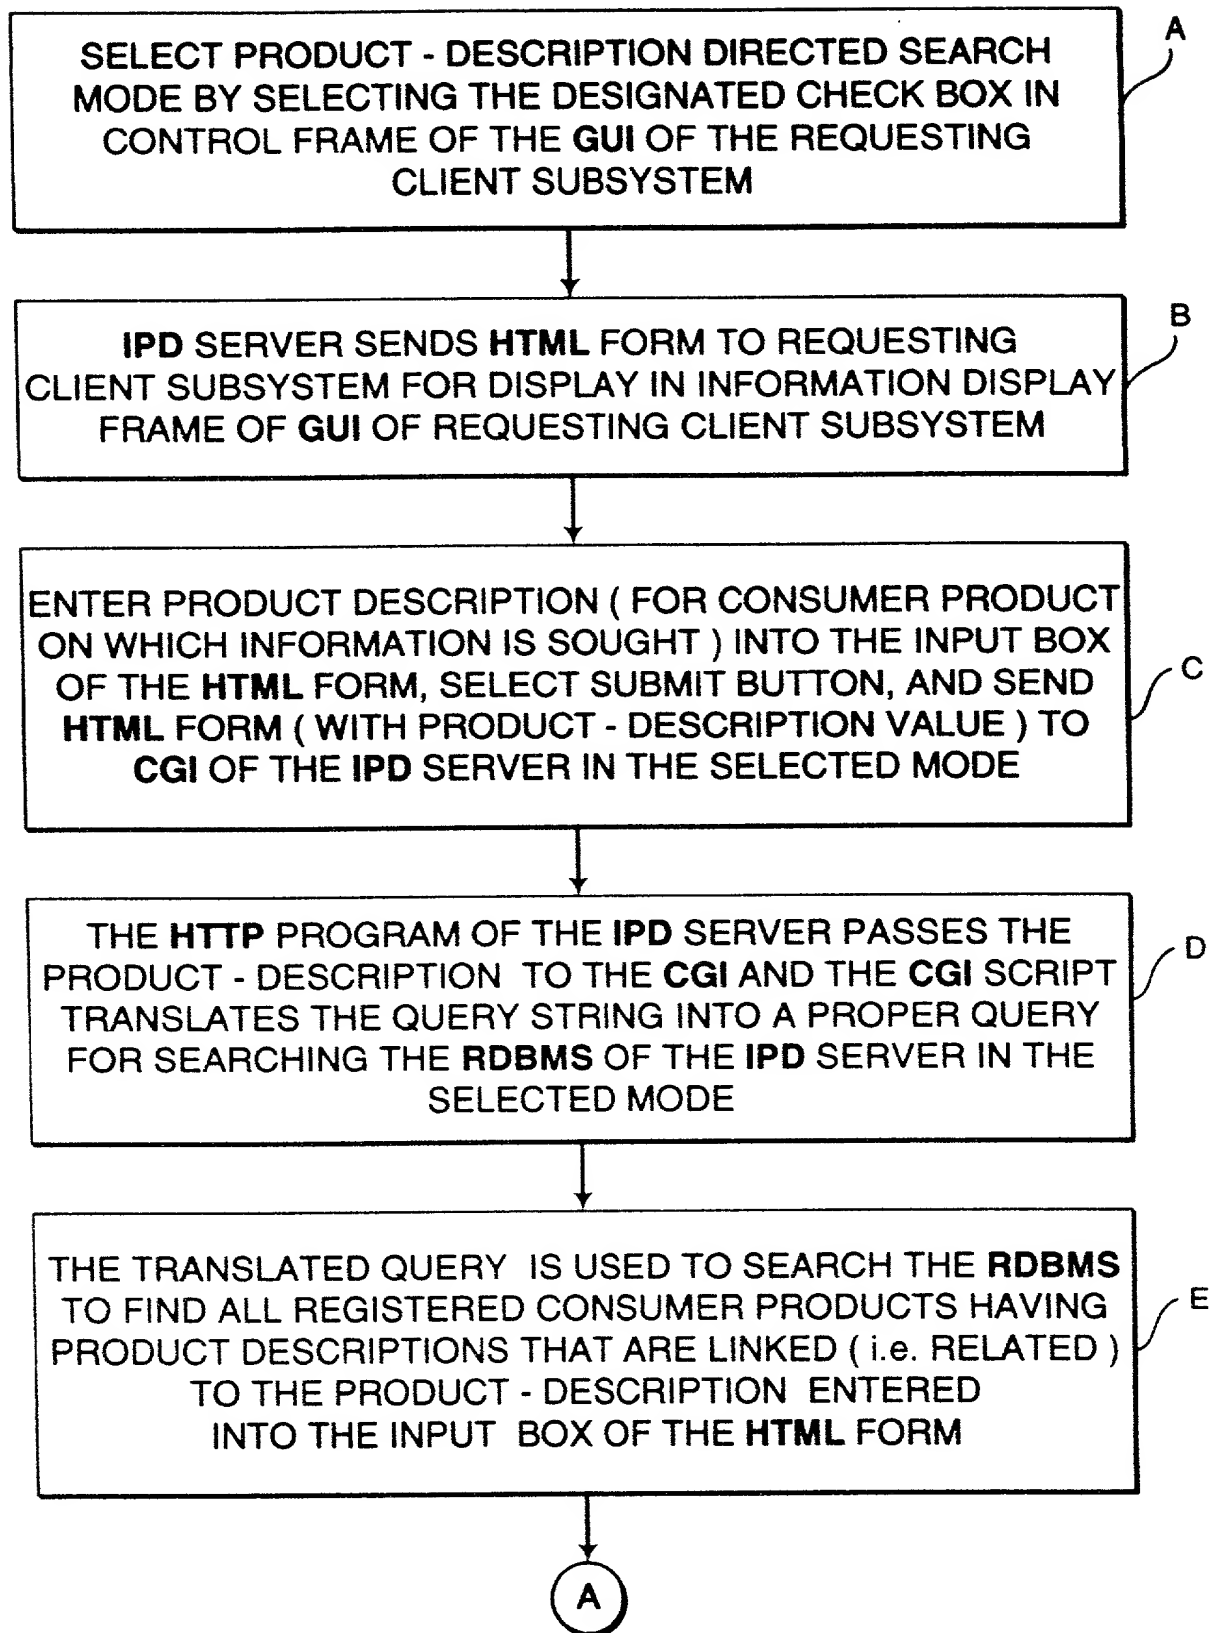 A
SELECT PRODUCT - DESCRIPTION DIRECTED SEARCH
MODE BY SELECTING THE DESIGNATED CHECK BOX IN
CONTROL FRAME OF THE GUI OF THE REQUESTING
CLIENT SUBSYSTEM
B
IPD SERVER SENDS HTML FORM TO REQUESTING
CLIENT SUBSYSTEM FOR DISPLAY IN INFORMATION DISPLAY
FRAME OF GUI OF REQUESTING CLIENT SUBSYSTEM
ENTER PRODUCT DESCRIPTION ( FOR CONSUMER PRODUCT
ON WHICH INFORMATION IS SOUGHT ) INTO THE INPUT BOX
OF THE HTML FORM, SELECT SUBMIT BUTTON, AND SEND
HTML FORM ( WITH PRODUCT - DESCRIPTION VALUE ) TO
CGI OF THE IPD SERVER IN THE SELECTED MODE
C
THE HTTP PROGRAM OF THE IPD SERVER PASSES THE
PRODUCT - DESCRIPTION TO THE CGI AND THE CGI SCRIPT
TRANSLATES THE QUERY STRING INTO A PROPER QUERY
FOR SEARCHING THE RDBMS OF THE IPD SERVER IN THE
SELECTED MODE
D
THE TRANSLATED QUERY IS USED TO SEARCH THE RDBMS
TO FIND ALL REGISTERED CONSUMER PRODUCTS HAVING
PRODUCT DESCRIPTIONS THAT ARE LINKED ( i.e. RELATED )
TO THE PRODUCT - DESCRIPTION ENTERED
INTO THE INPUT BOX OF THE HTML FORM
E
A